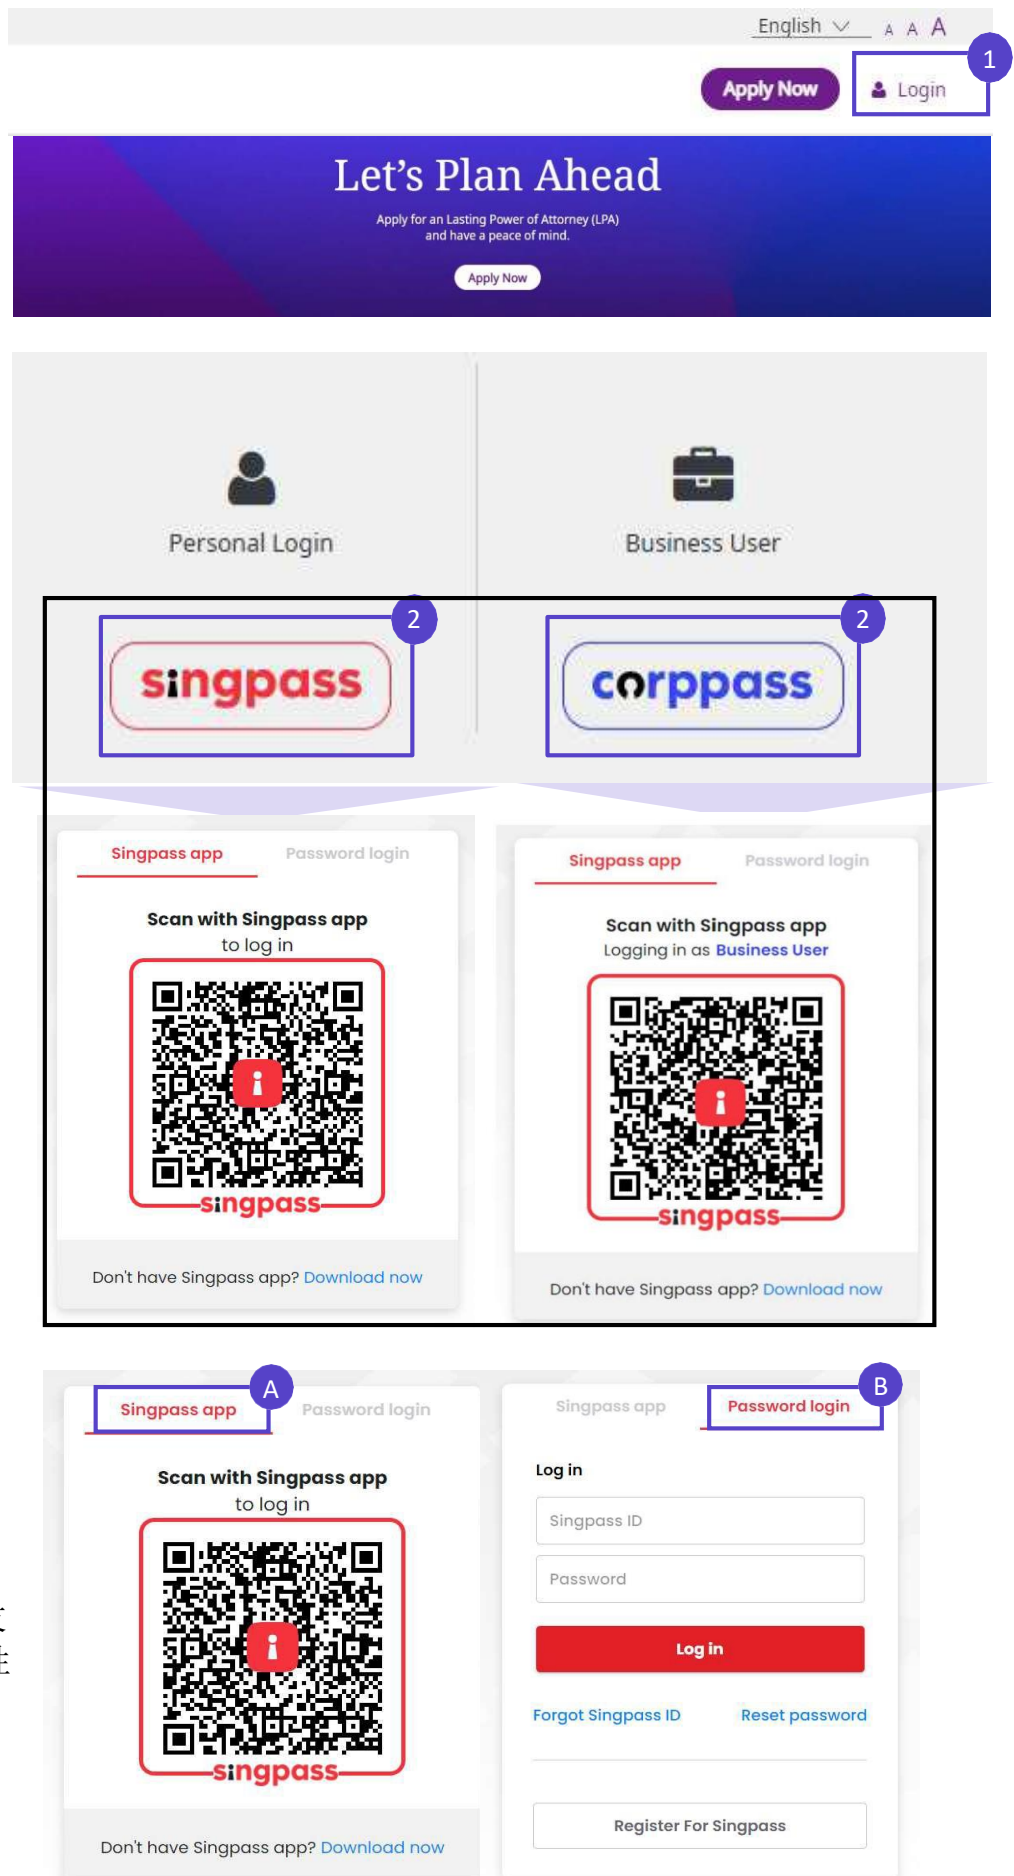 English
A A A
1
Apply Now
Login
Let's Plan Ahead
Apply for an Lasting Power of Attorney (LPA)
and have a peace of mind.
Apply Now
Personal Login
Business User
2
2
singpass
corppass
Singpass app
Password login
Scan with Singpass app
to log in
singpass
Don't have Singpass app? Download now
Singpass app
Password login
Scan with Singpass app
Logging in as Business User
singpass
Don't have Singpass app? Download now
A
Singpass app
Password login
Scan with Singpass app
to log in
singpass
Don't have Singpass app? Download now
B
Singpass app
Password login
Log in
Singpass ID
Password
Log in
Forgot Singpass ID
Reset password
Register For Singpass